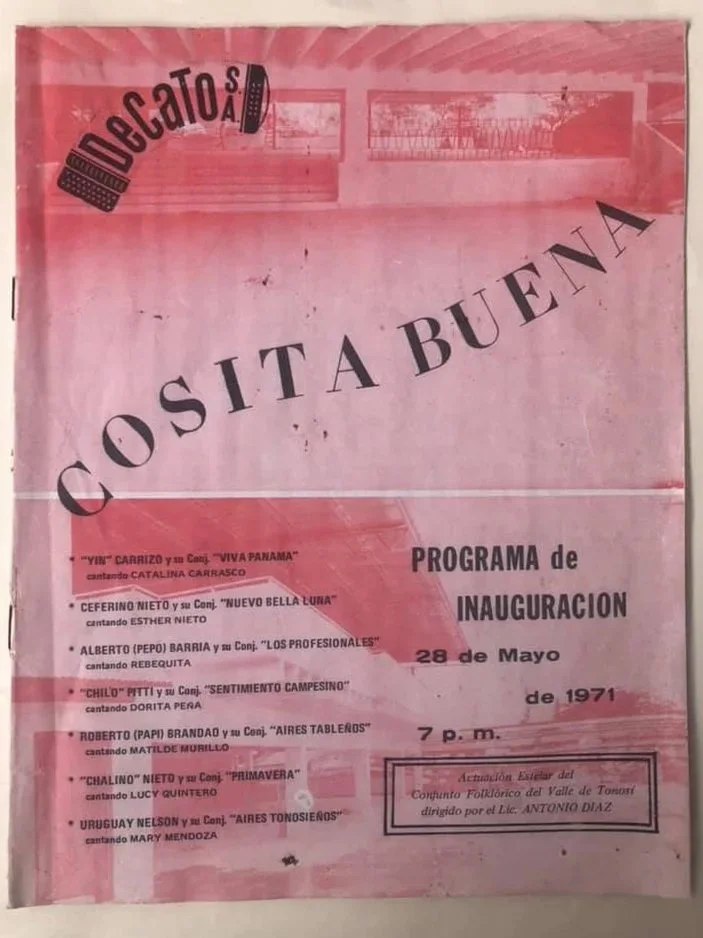 DeCaTo S.A.
COSITA BUENA
* "YIN" CARRIZO y su Conj. "VIVA PANAMA"
cantando CATALINA CARRASCO
* CEFERINO NIETO y su Conj. "NUEVO BELLA LUNA"
cantando ESTHER NIETO
* ALBERTO (PEPO) BARRIA y su Conj. "LOS PROFESIONALES"
cantando REBEQUITA
* "CHILO" PITTI y su Conj. "SENTIMIENTO CAMPESINO"
cantando DORITA PEÑA
* ROBERTO (PAPI) BRANDAO y su Conj. "AIRES TABLEÑOS"
cantando MATILDE MURILLO
* "CHALINO" NIETO y su Conj. "PRIMAVERA"
cantando LUCY QUINTERO
* URUGUAY NELSON y su Conj. "AIRES TONOSIEÑOS"
cantando MARY MENDOZA
PROGRAMA de
INAUGURACION
28 de Mayo
de 1971
7 p. m.
Actuación Estelar del
Conjunto Folklórico del Valle de Tonosí
dirigido por el Lic. ANTONIO DIAZ